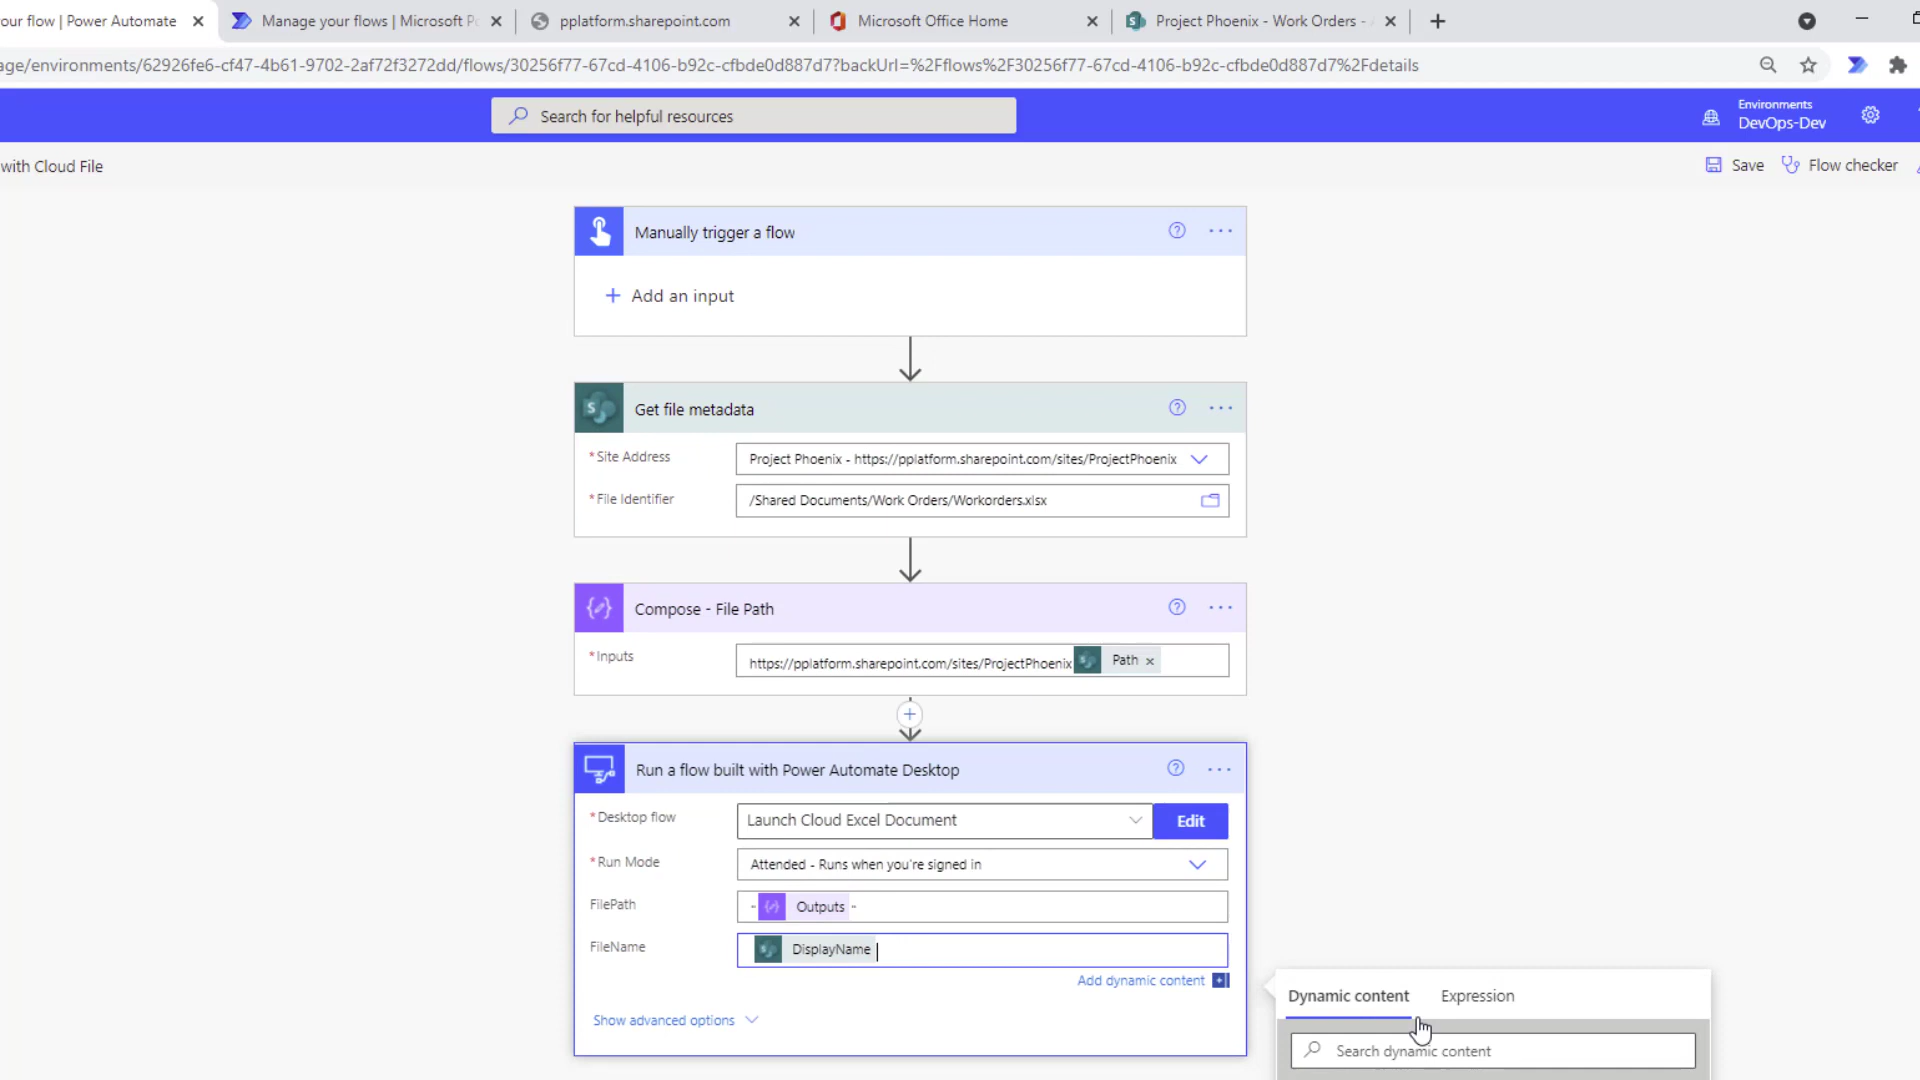 our flow | Power Automate
Manage your flows | Microsoft P
pplatform.sharepoint.com
Microsoft Office Home
Project Phoenix - Work Orders -
age/environments/62926fe6-cf47-4b61-9702-2af72f3272dd/flows/30256f77-67cd-4106-b92c-cfbde0d887d7?backUrl=%2Fflows%2F30256f77-67cd-4106-b92c-cfbde0d887d7%2Fdetails
Search for helpful resources
Environments
DevOps-Dev
with Cloud File
Save
Flow checker
Manually trigger a flow
Add an input
Get file metadata
*Site Address
Project Phoenix - https://pplatform.sharepoint.com/sites/ProjectPhoenix
*File Identifier
/Shared Documents/Work Orders/Workorders.xlsx
Compose - File Path
*Inputs
https://pplatform.sharepoint.com/sites/ProjectPhoenix Path
Run a flow built with Power Automate Desktop
*Desktop flow
Launch Cloud Excel Document
Edit
*Run Mode
Attended - Runs when you're signed in
FilePath
" Outputs "
FileName
DisplayName
Add dynamic content
Show advanced options
Dynamic content
Expression
Search dynamic content